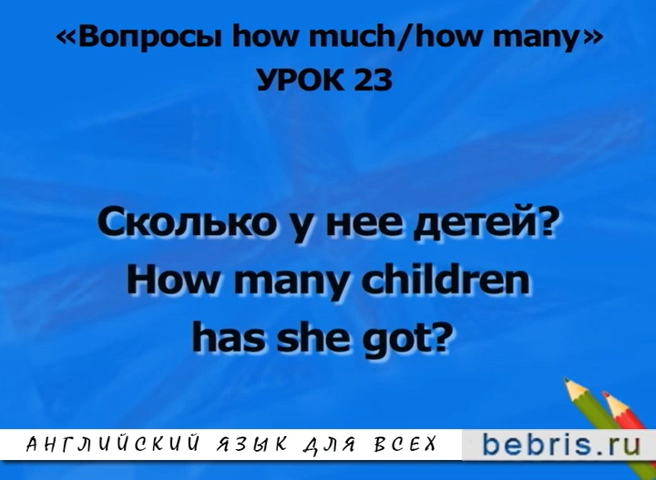 «Вопросы how much/how many»
УРОК 23
Сколько у нее детей?
How many children
has she got?
АНГЛИЙСКИЙ ЯЗЫК ДЛЯ ВСЕХ bebris.ru